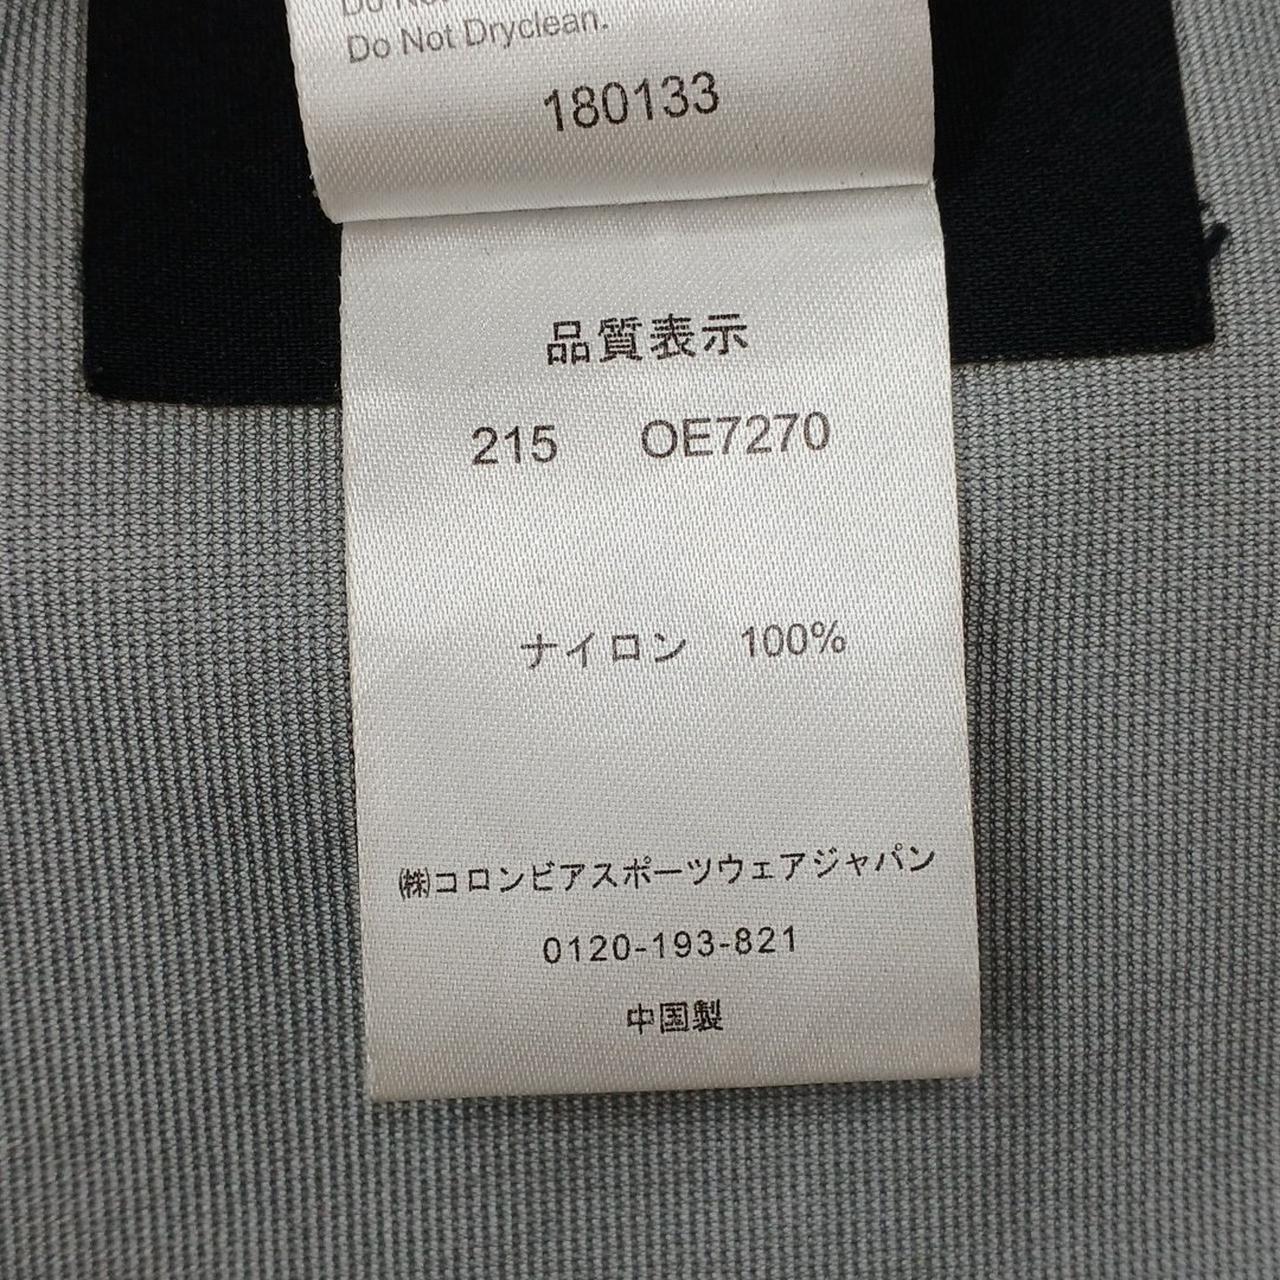 Do Not
Do Not Dryclean.
180133
品質表示
215 OE7270
ナイロン 100%
㈱コロンビアスポーツウェアジャパン
0120-193-821
中国製